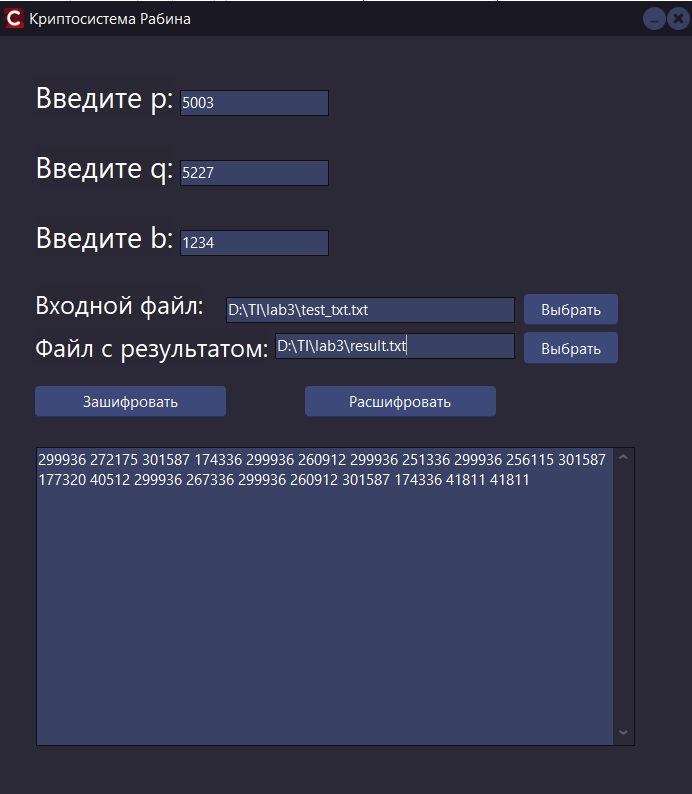 Криптосистема Рабина
Введите p: 5003
Введите q: 5227
Введите b: 1234
Входной файл: D:\TI\lab3\test_txt.txt Выбрать
Файл с результатом: D:\TI\lab3\result.txt Выбрать
Зашифровать Расшифровать
299936 272175 301587 174336 299936 260912 299936 251336 299936 256115 301587
177320 40512 299936 267336 299936 260912 301587 174336 41811 41811